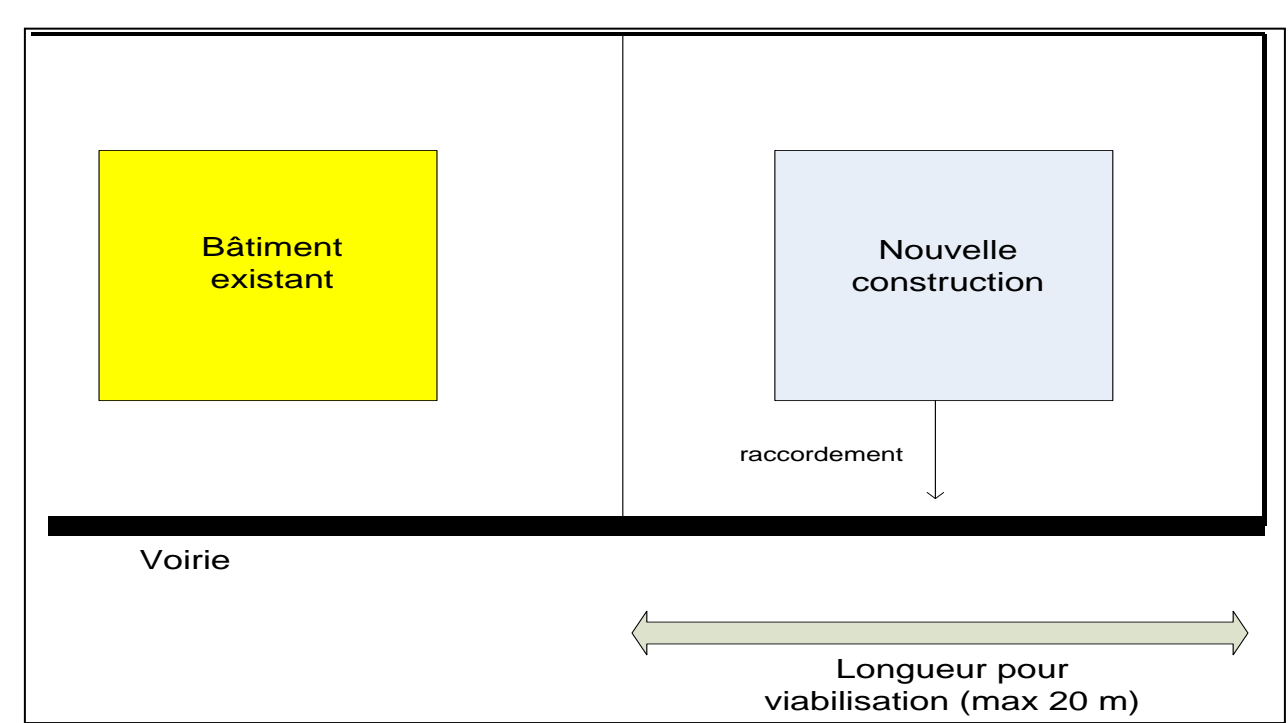 Bâtiment
existant
Nouvelle
construction
raccordement
Voirie
Longueur pour
viabilisation (max 20 m)